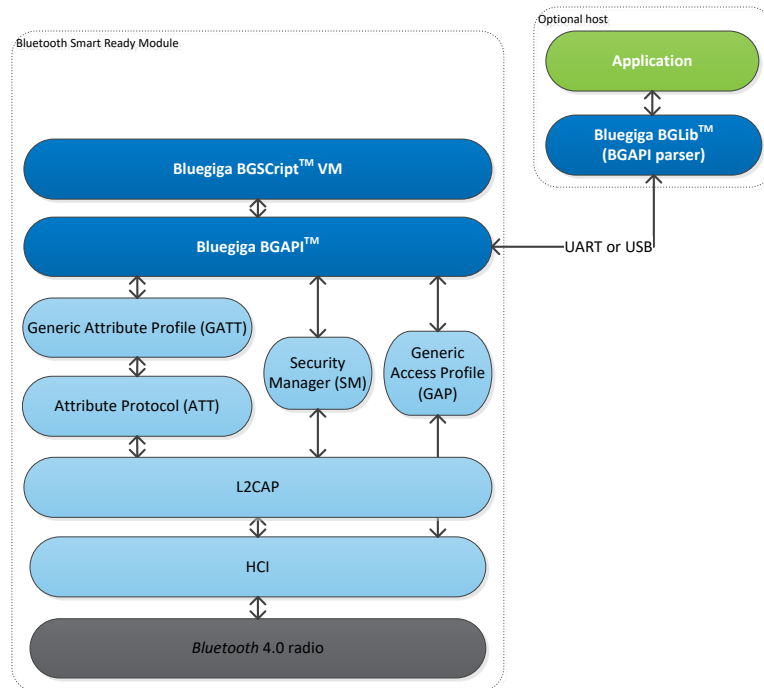 Optional host
Bluetooth Smart Ready Module
Application
Bluegiga BGLib™
(BGAPI parser)
Bluegiga BGSCript™ VM
Bluegiga BGAPI™
UART or USB
Generic Attribute Profile (GATT)
Security
Manager (SM)
Generic
Access Profile
(GAP)
Attribute Protocol (ATT)
L2CAP
HCI
Bluetooth 4.0 radio